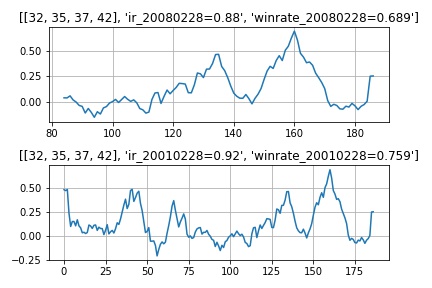 [[32, 35, 37, 42], 'ir_20080228=0.88', 'winrate_20080228=0.689']
0.50
0.25
0.00
80 100 120 140 160 180
[[32, 35, 37, 42], 'ir_20010228=0.92', 'winrate_20010228=0.759']
0.50
0.25
0.00
−0.25
0 25 50 75 100 125 150 175